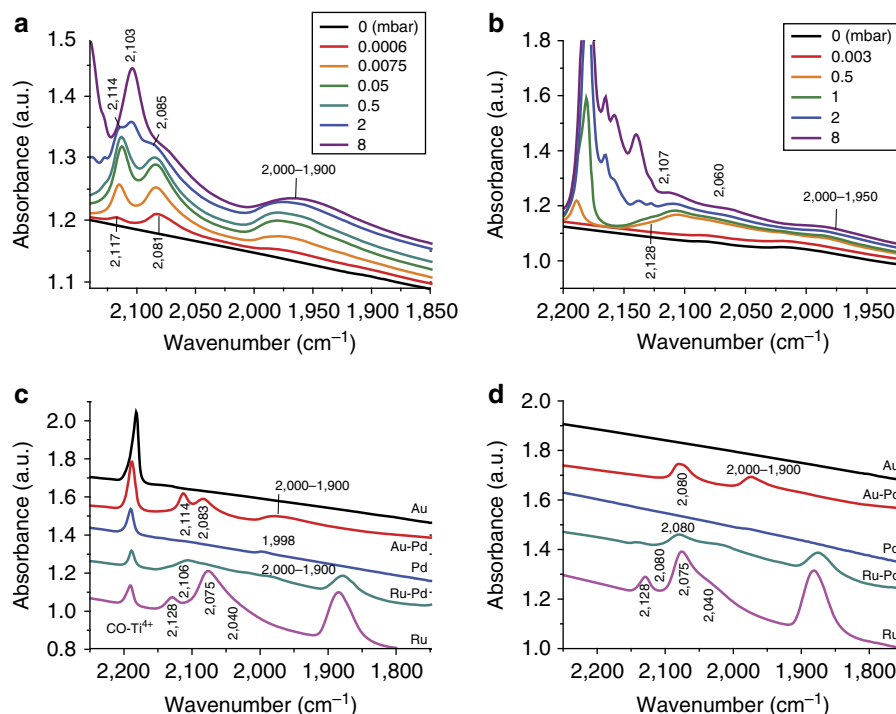 a
Absorbance (a.u.)
1.5
1.4
1.3
1.2
1.1
2,103
2,114
2,085
2,000–1,900
2,117
2,081
0 (mbar)
0.0006
0.0075
0.05
0.5
2
8
2,100 2,050 2,000 1,950 1,900 1,850
Wavenumber (cm⁻¹)
b
Absorbance (a.u.)
1.8
1.6
1.4
1.2
1.0
2,107
2,060
2,000–1,950
2,128
0 (mbar)
0.003
0.5
1
2
8
2,200 2,150 2,100 2,050 2,000 1,950
Wavenumber (cm⁻¹)
c
Absorbance (a.u.)
2.0
1.8
1.6
1.4
1.2
1.0
0.8
2,000–1,900
2,114
2,083
Au
Au-Pd
1,998
Pd
2,106
2,000–1,900
Ru-Pd
2,128
2,075
2,040
CO-Ti⁴⁺
Ru
2,200 2,100 2,000 1,900 1,800
Wavenumber (cm⁻¹)
d
Absorbance (a.u.)
2.0
1.8
1.6
1.4
1.2
1.0
Au
2,080
2,000–1,900
Au-Pd
2,080
Pd
2,080
Ru-Pd
2,128
2,075
2,040
Ru
2,200 2,100 2,000 1,900 1,800
Wavenumber (cm⁻¹)